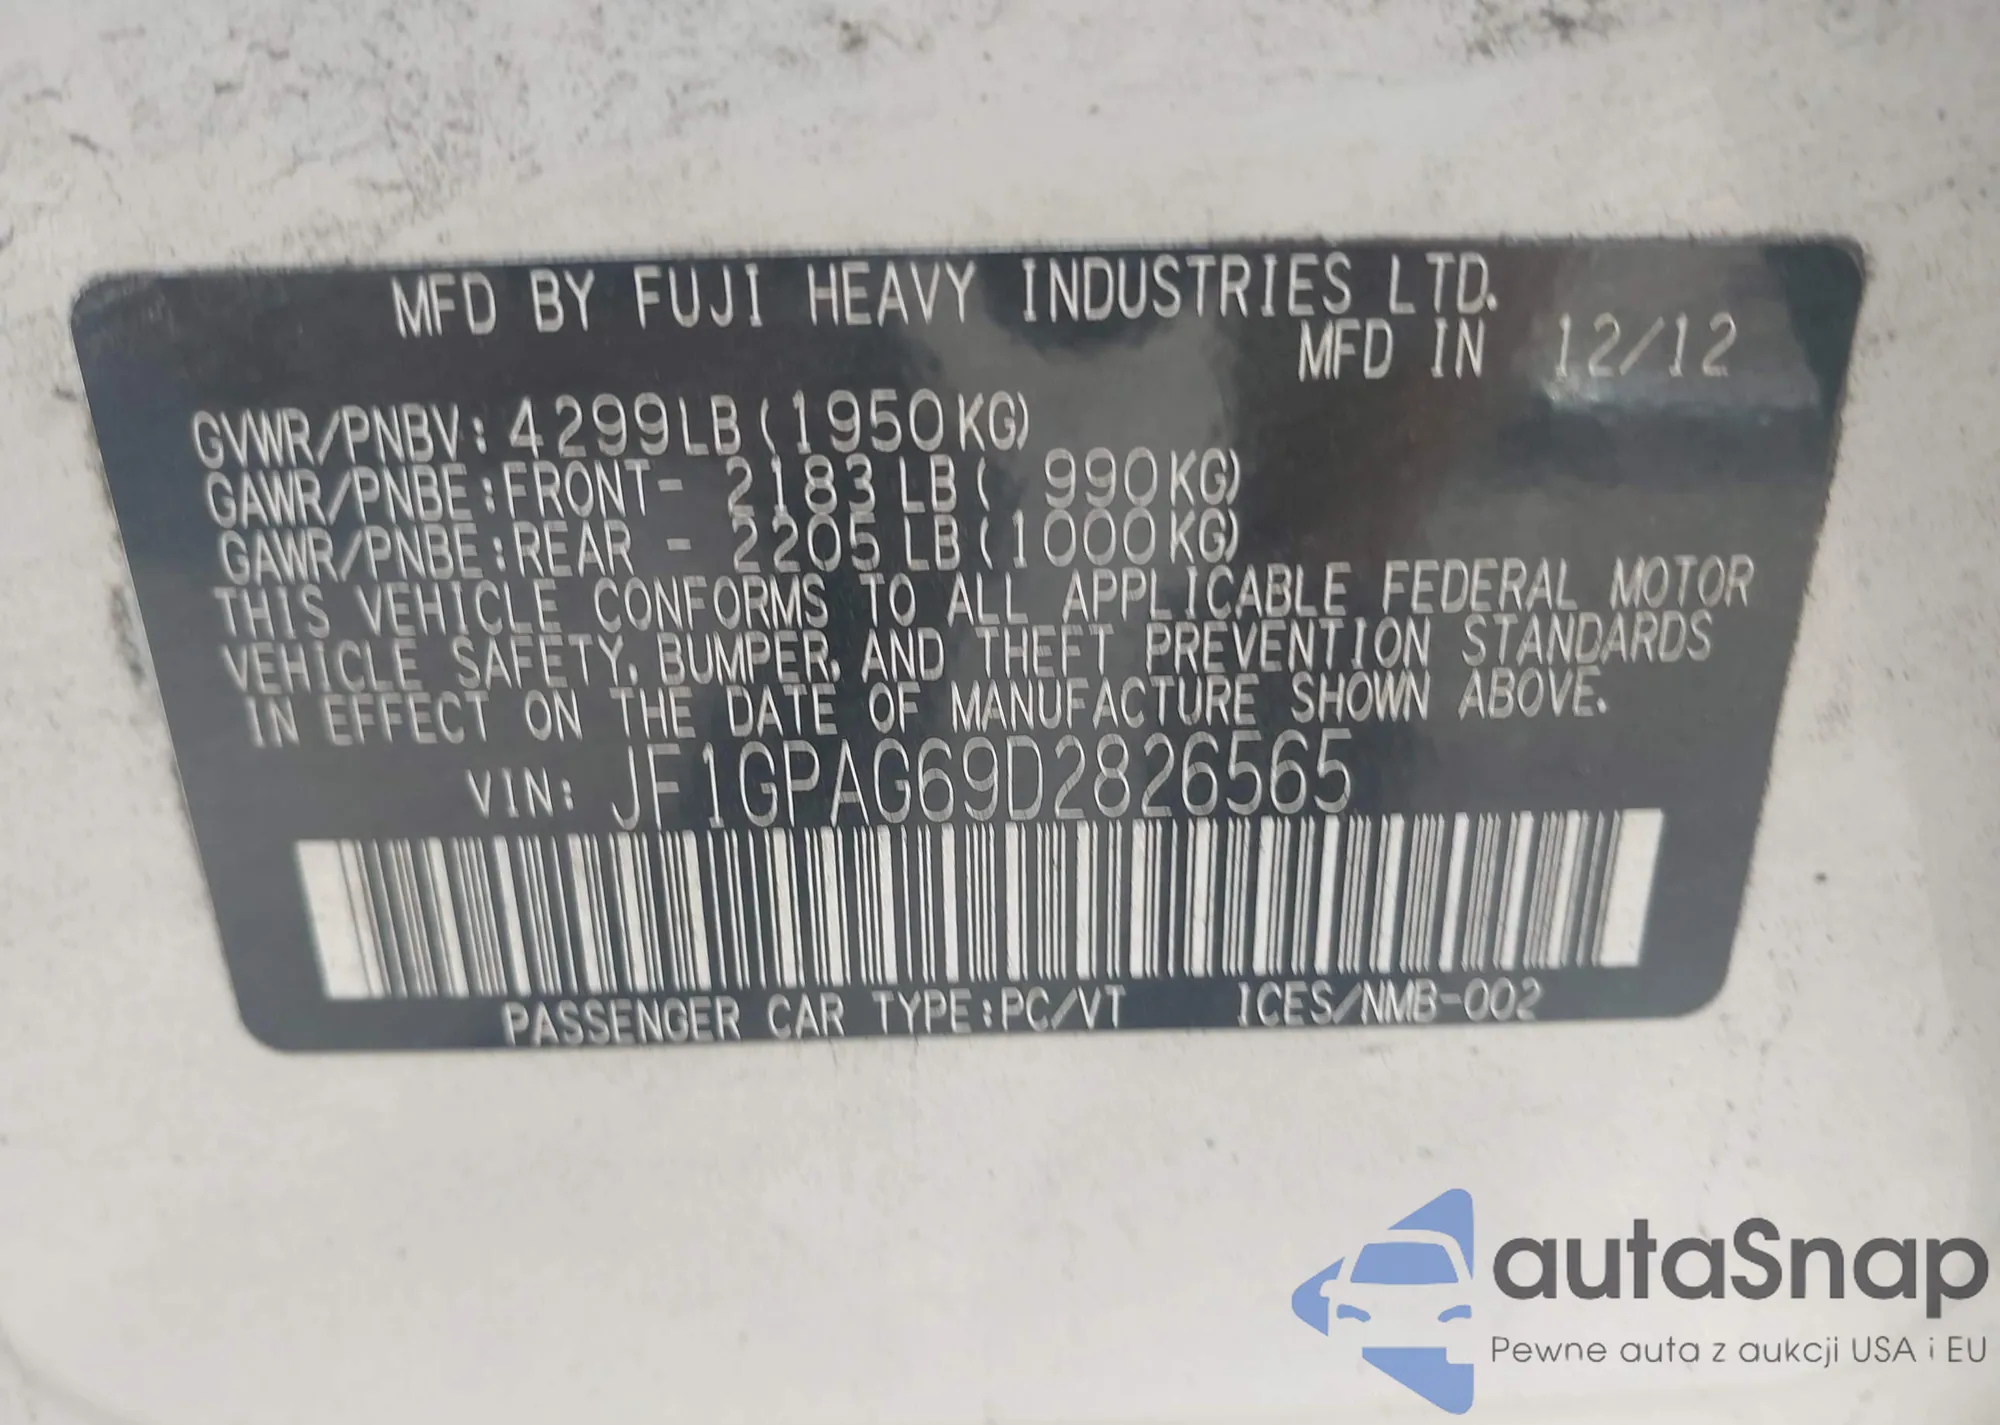 MFD BY FUJI HEAVY INDUSTRIES LTD.
MFD IN 12/12
GVWR/PNBV: 4299LB(1950KG)
GAWR/PNBE:FRONT- 2183LB( 990KG)
GAWR/PNBE:REAR - 2205LB(1000KG)
THIS VEHICLE CONFORMS TO ALL APPLICABLE FEDERAL MOTOR
VEHICLE SAFETY, BUMPER, AND THEFT PREVENTION STANDARDS
IN EFFECT ON THE DATE OF MANUFACTURE SHOWN ABOVE.
VIN: JF1GPAG69D2826565
PASSENGER CAR TYPE:PC/VT ICES/NMB-002
autaSnap
Pewne auta z aukcji USA i EU